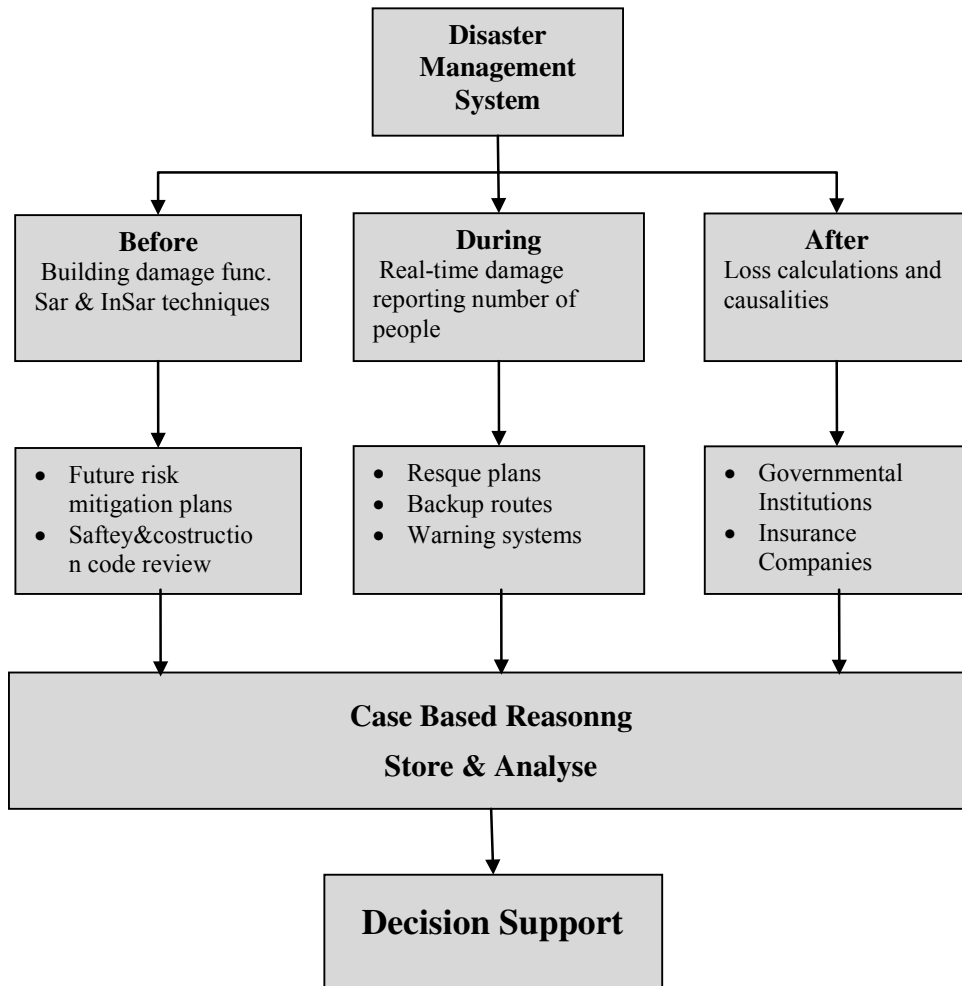 Disaster
Management
System
Before
Building damage func.
Sar & InSar techniques
During
Real-time damage
reporting number of
people
After
Loss calculations and
causalities
• Future risk
mitigation plans
• Saftey&costructio
n code review
• Resque plans
• Backup routes
• Warning systems
• Governmental
Institutions
• Insurance
Companies
Case Based Reasonng
Store & Analyse
Decision Support